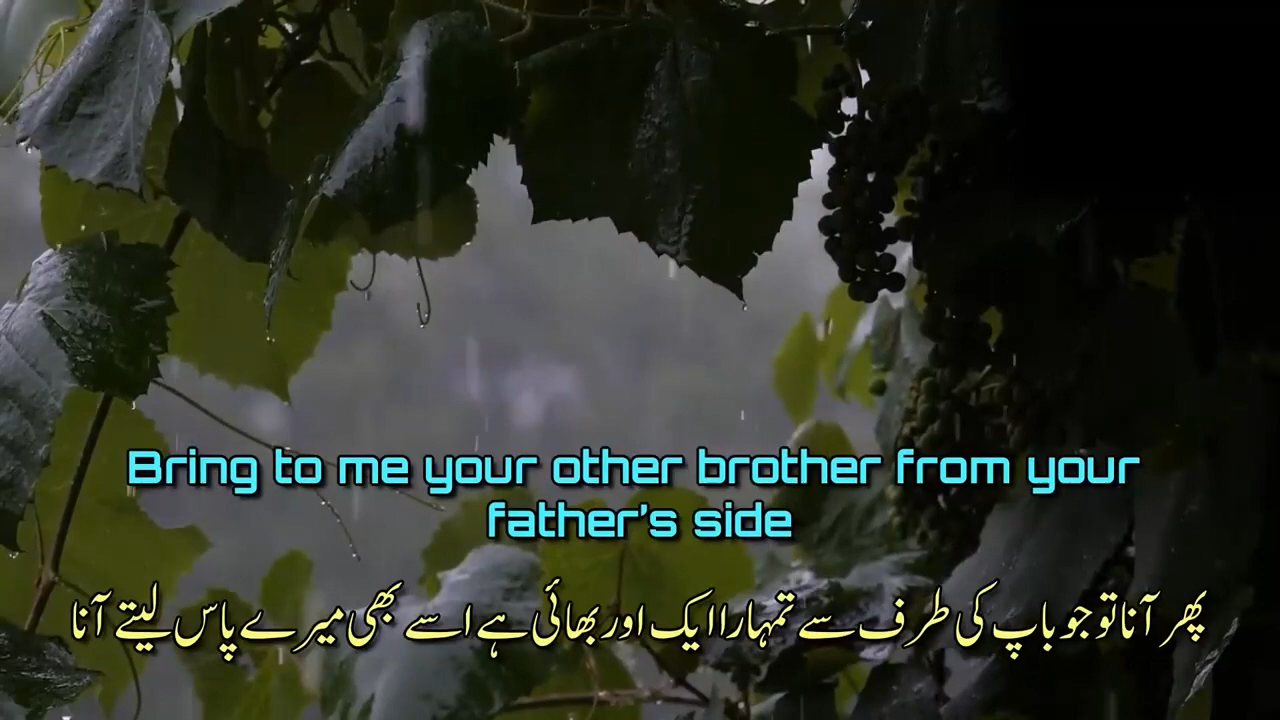 Bring to me your other brother from your
father's side
پھر آنا تو جو باپ کی طرف سے تمہارا ایک اور بھائی ہے اسے بھی میرے پاس لیتے آنا